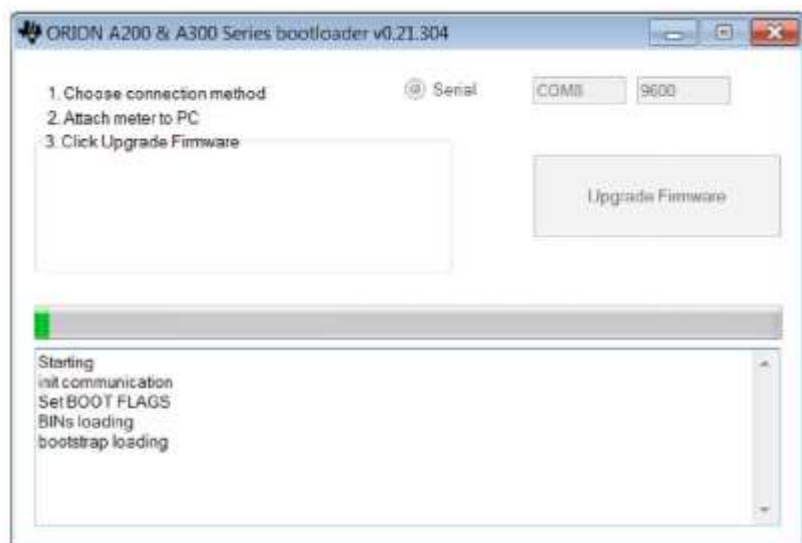 ORION A200 & A300 Series bootloader v0.21.304
1. Choose connection method
Serial
COM8
9600
2. Attach meter to PC
3. Click Upgrade Firmware
Upgrade Firmware
Starting
init communication
Set BOOT FLAGS
BINs loading
bootstrap loading